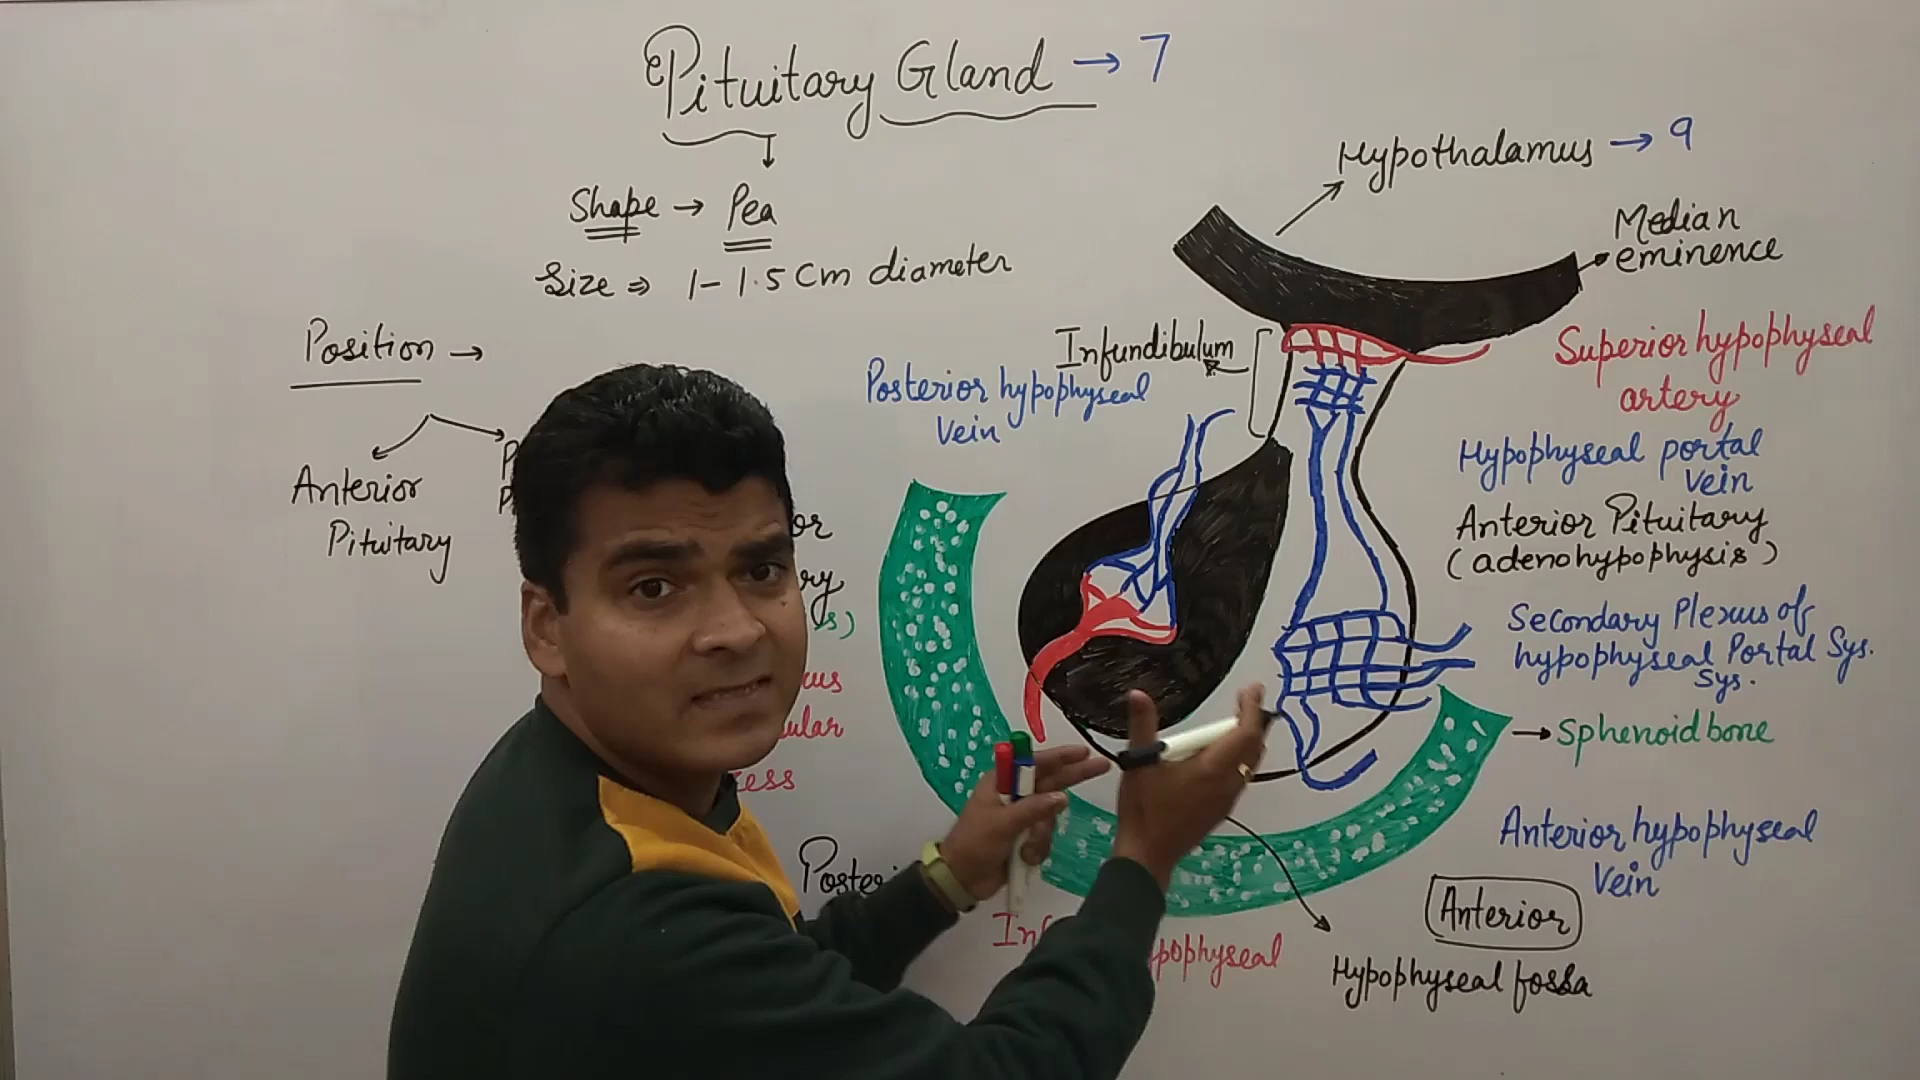 Pituitary Gland → 7
Shape → Pea
Size ⇒ 1 - 1.5 Cm diameter
Position →
Anterior
Pituitary
Hypothalamus → 9
Median
eminence
Infundibulum
Superior hypophyseal
artery
Posterior hypophyseal
Vein
Hypophyseal portal
Vein
Anterior Pituitary
(adenohypophysis)
Secondary Plexus of
hypophyseal Portal Sys.
Sys.
→ Sphenoid bone
Anterior hypophyseal
Vein
Anterior
Hypophyseal fossa